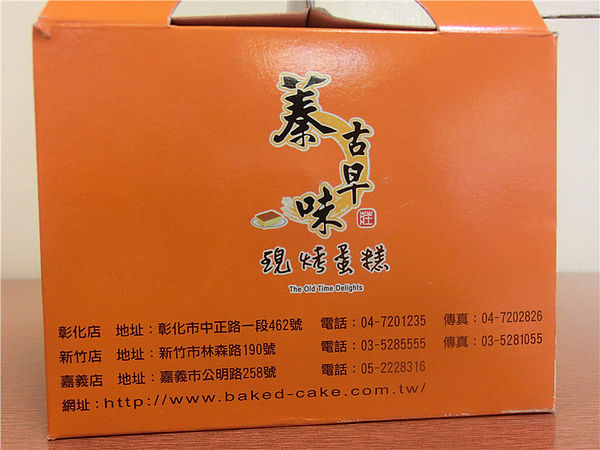 蓁古早味
莊
現烤蛋糕
The Old Time Delights
彰化店 地址：彰化市中正路一段462號 電話：04-7201235 傳真：04-7202826
新竹店 地址：新竹市林森路190號 電話：03-5285555 傳真：03-5281055
嘉義店 地址：嘉義市公明路258號 電話：05-2228316
網址：http://www.baked-cake.com.tw/